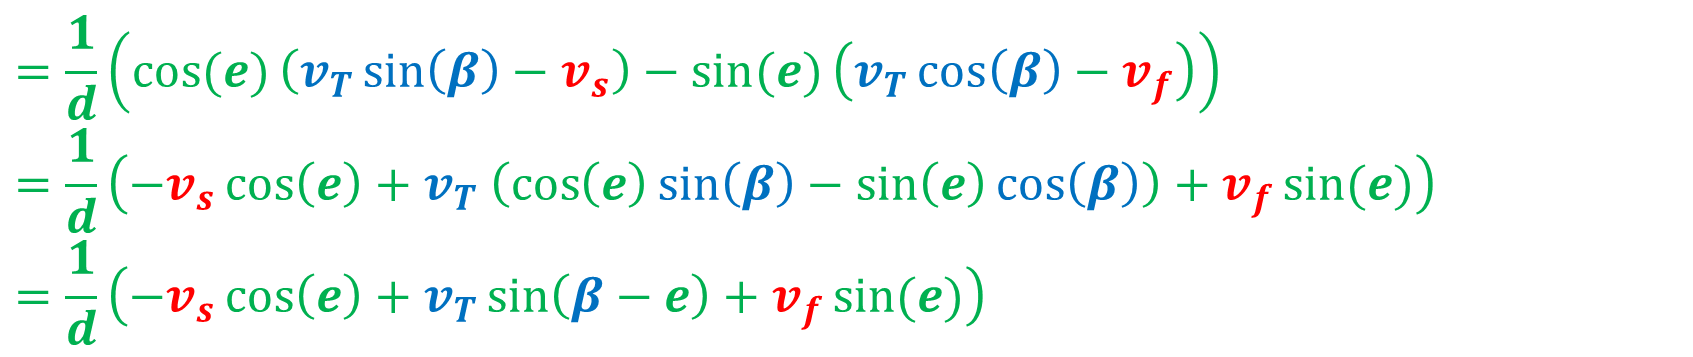 = 1/d (cos(e) (v_T sin(β) − v_s) − sin(e) (v_T cos(β) − v_f))
= 1/d (−v_s cos(e) + v_T (cos(e) sin(β) − sin(e) cos(β)) + v_f sin(e))
= 1/d (−v_s cos(e) + v_T sin(β − e) + v_f sin(e))